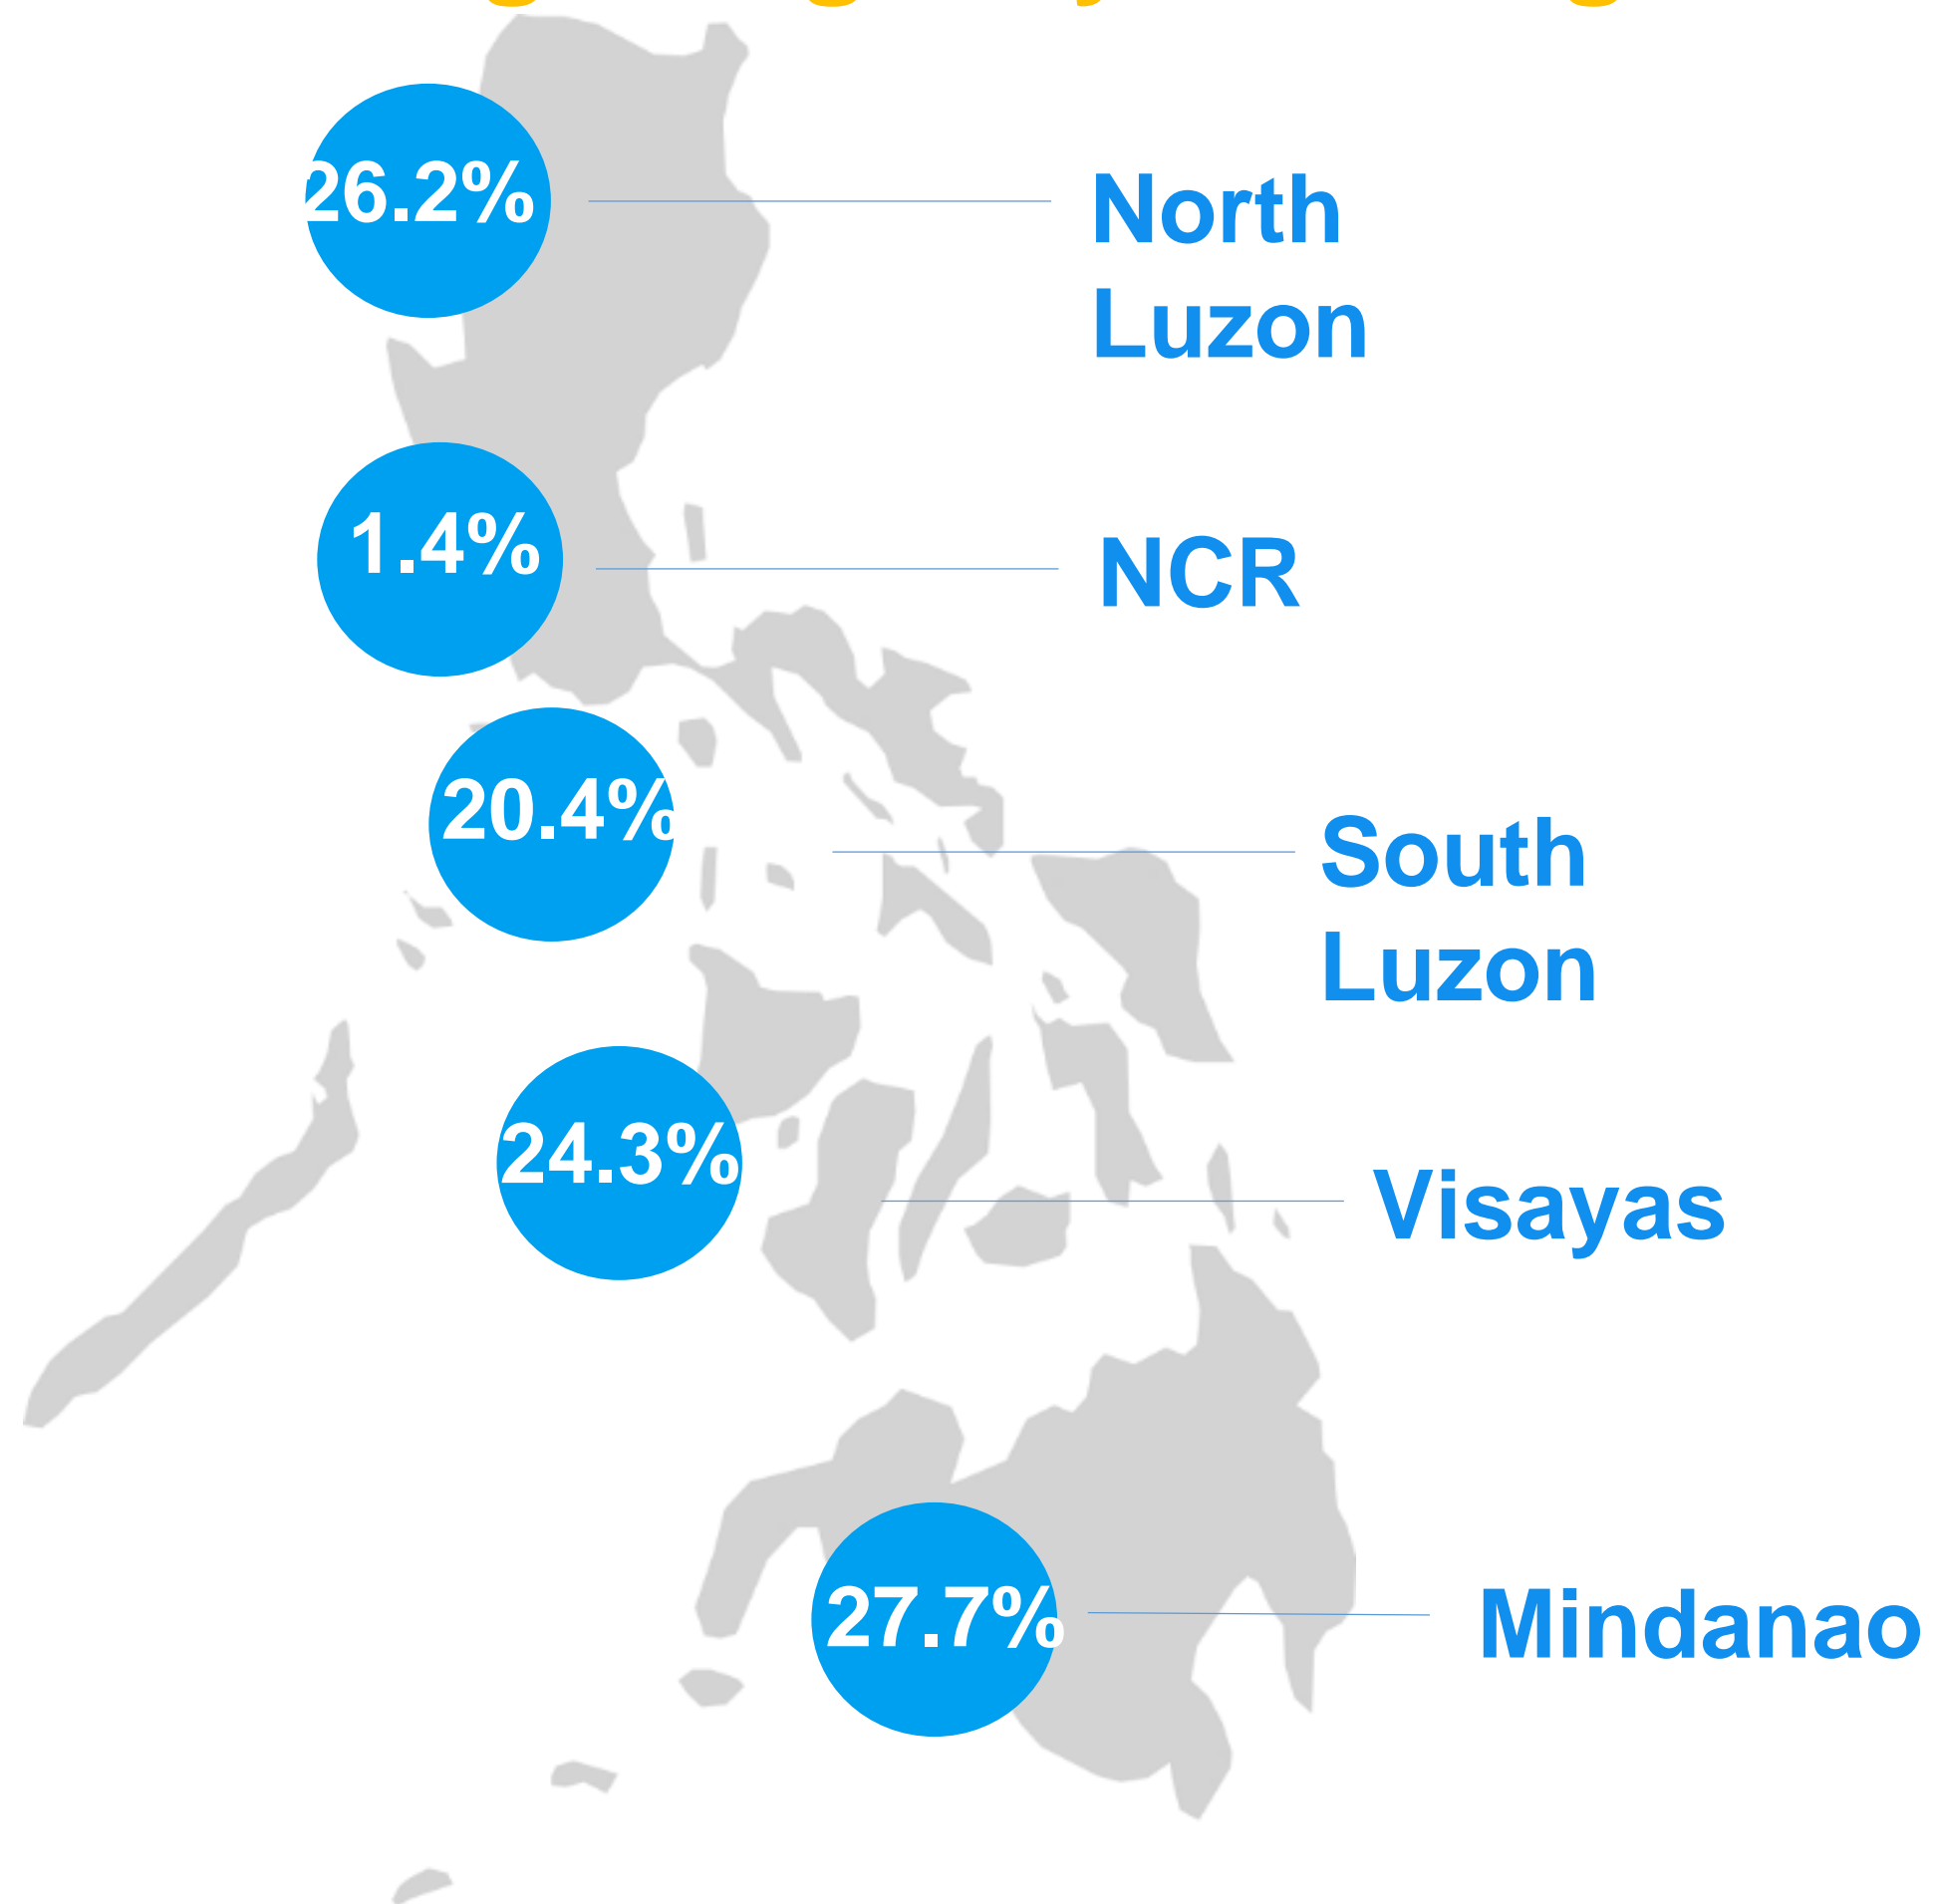 26.2%
North
Luzon
1.4%
NCR
20.4%
South
Luzon
24.3%
Visayas
27.7%
Mindanao